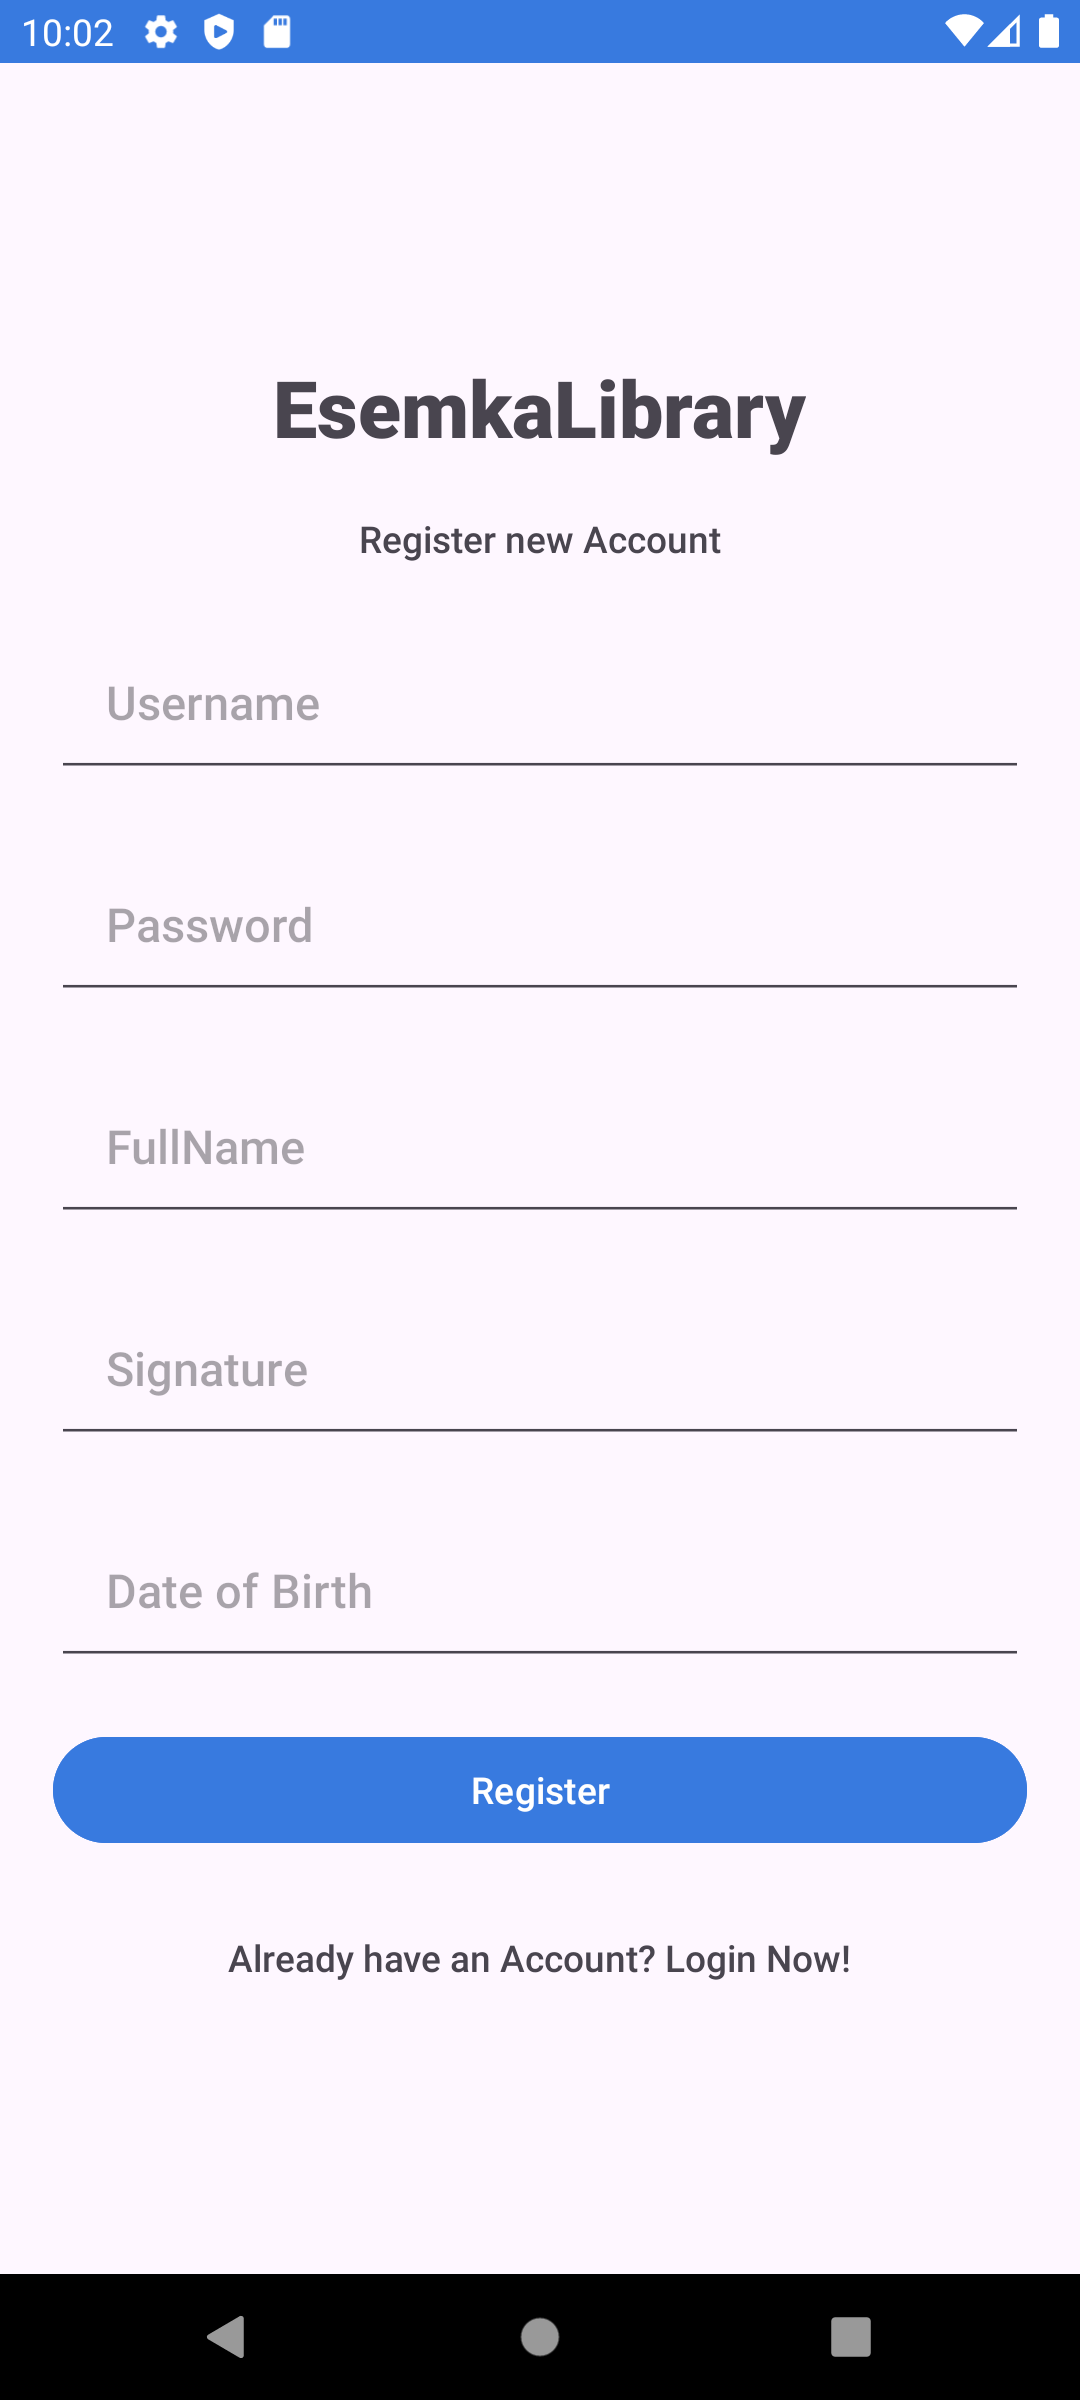 10:02
EsemkaLibrary
Register new Account
Username
Password
FullName
Signature
Date of Birth
Register
Already have an Account? Login Now!